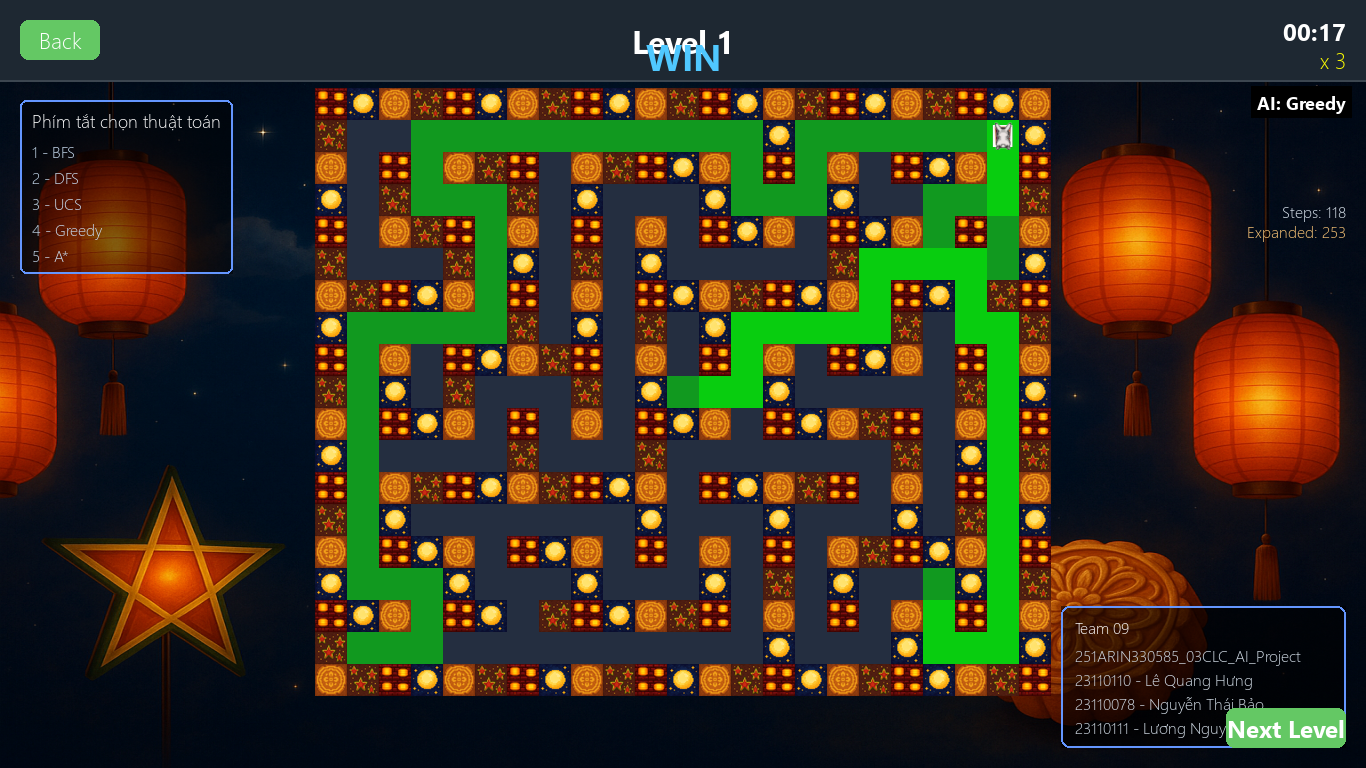 Back
Level 1
WIN
00:17
x 3
AI: Greedy
Phím tắt chọn thuật toán
1 - BFS
2 - DFS
3 - UCS
4 - Greedy
5 - A*
Steps: 118
Expanded: 253
Team 09
251ARIN330585_03CLC_AI_Project
23110110 - Lê Quang Hưng
23110078 - Nguyễn Thái Bảo
23110111 - Lương
Next Level